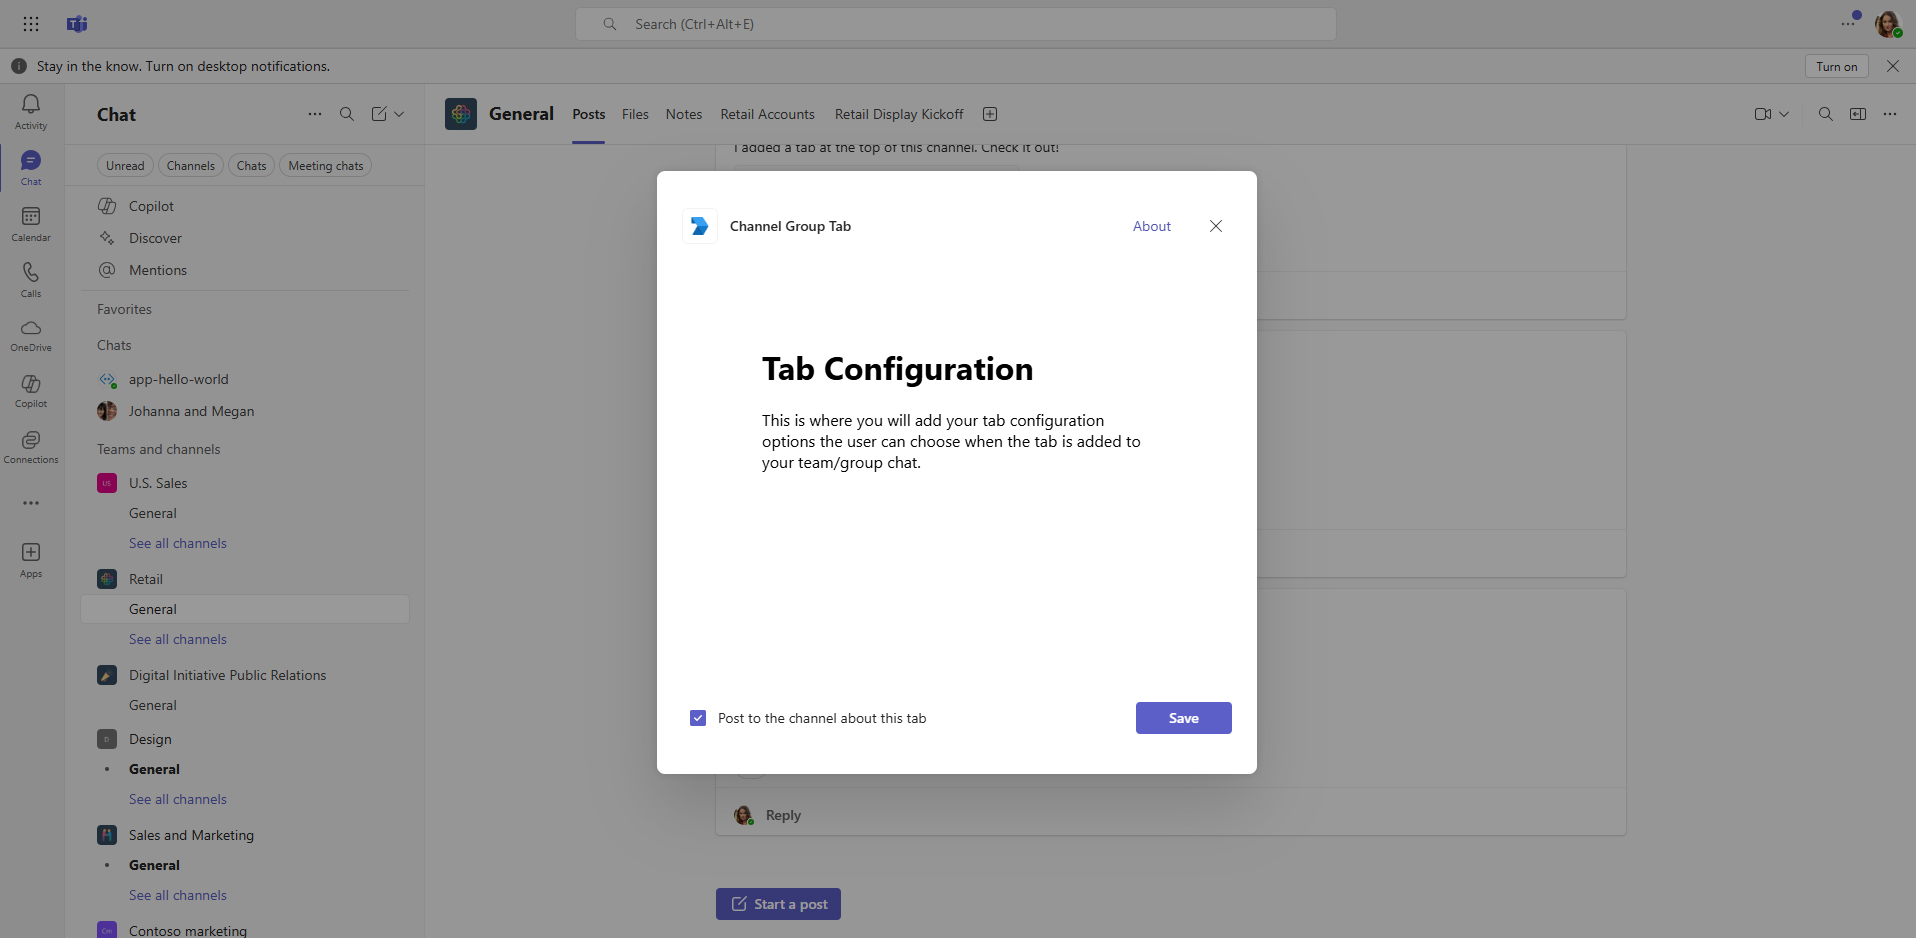 Search (Ctrl+Alt+E)
Stay in the know. Turn on desktop notifications.
Turn on
Activity
Chat
Calendar
Calls
OneDrive
Copilot
Connections
Apps
Chat
Unread
Channels
Chats
Meeting chats
Copilot
Discover
Mentions
Favorites
Chats
app-hello-world
Johanna and Megan
Teams and channels
US
U.S. Sales
General
See all channels
Retail
General
See all channels
Digital Initiative Public Relations
General
D
Design
General
See all channels
Sales and Marketing
General
See all channels
Cm
Contoso marketing
General
Posts
Files
Notes
Retail Accounts
Retail Display Kickoff
I added a tab at the top of this channel. Check it out!
Channel Group Tab
About
Tab Configuration
This is where you will add your tab configuration
options the user can choose when the tab is added to
your team/group chat.
Post to the channel about this tab
Save
Reply
Start a post